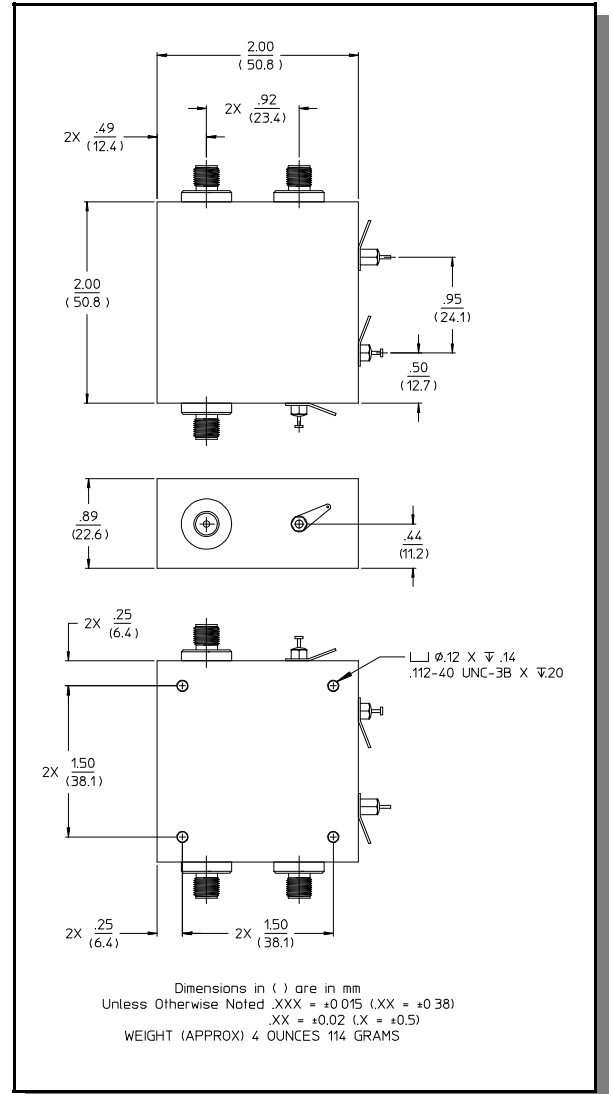 2.00
( 50.8 )
2X .92
(23.4)
2X .49
(12.4)
2.00
( 50.8 )
.95
(24.1)
.50
(12.7)
.89
(22.6)
.44
(11.2)
2X .25
(6.4)
⌴ ⌀.12 X ↧ .14
.112-40 UNC-3B X ↧.20
2X 1.50
(38.1)
2X .25
(6.4)
2X 1.50
(38.1)
Dimensions in ( ) are in mm
Unless Otherwise Noted .XXX = ±0 015 (.XX = ±0 38)
.XX = ±0.02 (.X = ±0.5)
WEIGHT (APPROX) 4 OUNCES 114 GRAMS